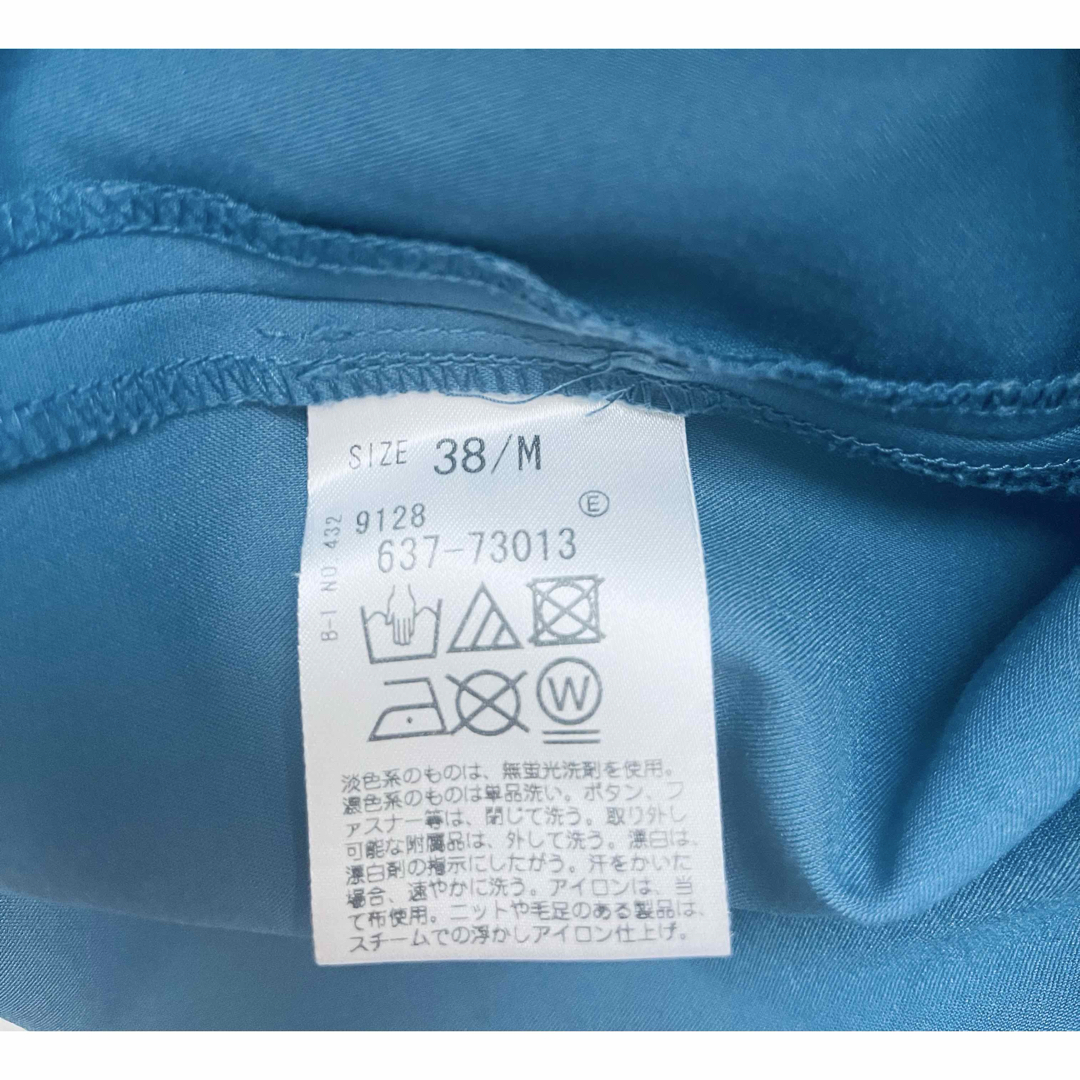 SIZE 38/M
Ⓔ
9128
637-73013
B-1 NO. 432
W
淡色系のものは、無蛍光洗剤を使用。
濃色系のものは単品洗い。ボタン、フ
ァスナー等は、閉じて洗う。取り外し
可能な附属品は、外して洗う。漂白は、
漂白剤の指示にしたがう。汗をかいた
場合、速やかに洗う。アイロンは、当
て布使用。ニットや毛足のある製品は、
スチームでの浮かしアイロン仕上げ。